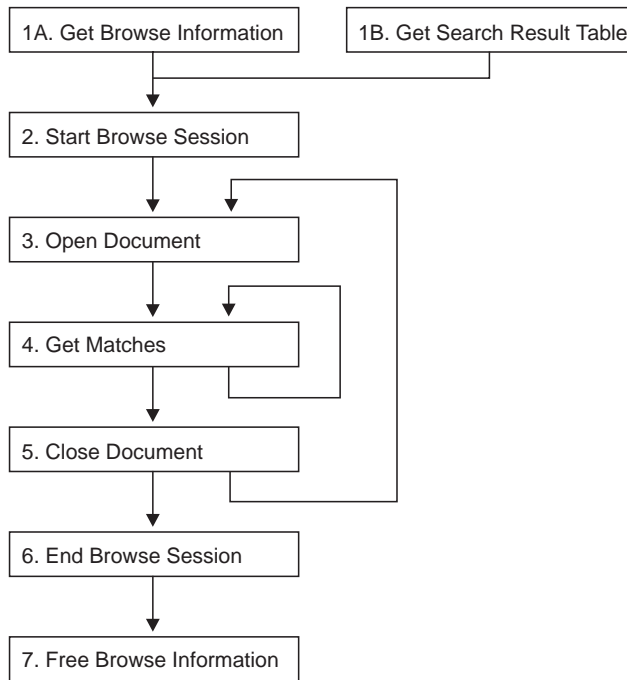 1A. Get Browse Information
1B. Get Search Result Table
2. Start Browse Session
3. Open Document
4. Get Matches
5. Close Document
6. End Browse Session
7. Free Browse Information